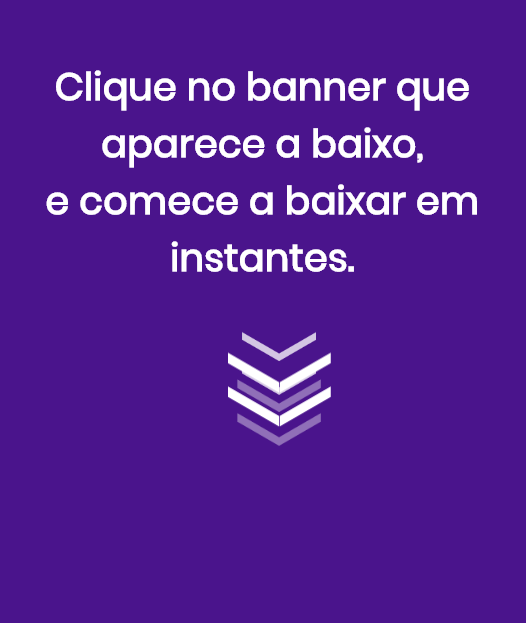 Clique no banner que
aparece a baixo,
e comece a baixar em
instantes.